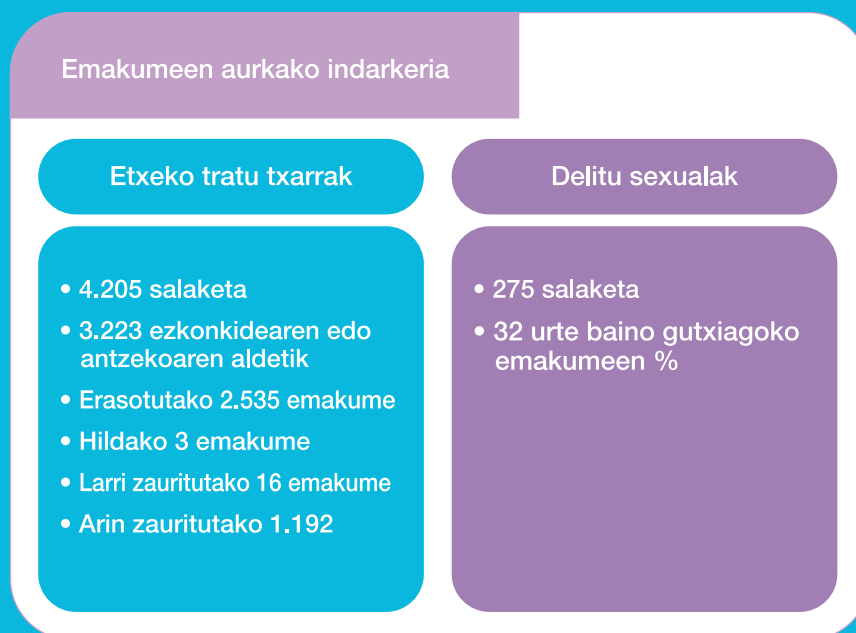 Emakumeen aurkako indarkeria
Etxeko tratu txarrak
• 4.205 salaketa
• 3.223 ezkonkidearen edo
antzekoaren aldetik
• Erasotutako 2.535 emakume
• Hildako 3 emakume
• Larri zauritutako 16 emakume
• Arin zauritutako 1.192
Delitu sexualak
• 275 salaketa
• 32 urte baino gutxiagoko
emakumeen %